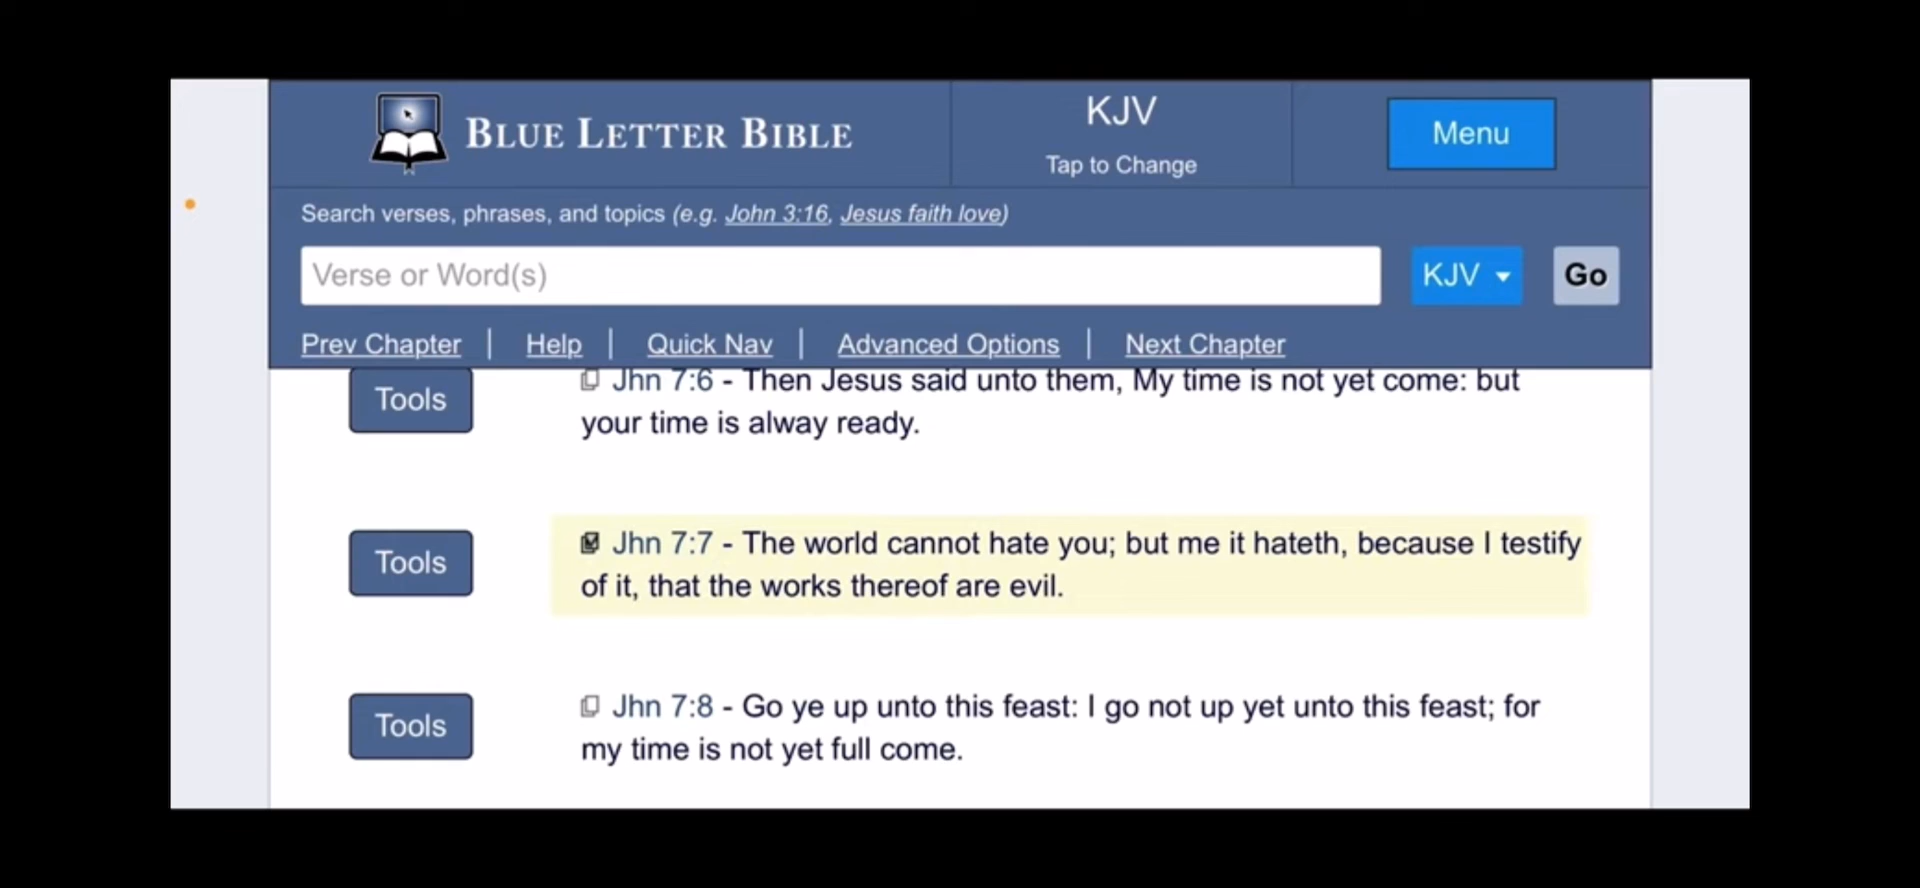 BLUE LETTER BIBLE
KJV
Tap to Change
Menu
Search verses, phrases, and topics (e.g. John 3:16, Jesus faith love)
Verse or Word(s)
KJV
Go
Prev Chapter | Help | Quick Nav | Advanced Options | Next Chapter
Tools
Jhn 7:6 - Then Jesus said unto them, My time is not yet come: but
your time is alway ready.
Tools
Jhn 7:7 - The world cannot hate you; but me it hateth, because I testify
of it, that the works thereof are evil.
Tools
Jhn 7:8 - Go ye up unto this feast: I go not up yet unto this feast; for
my time is not yet full come.